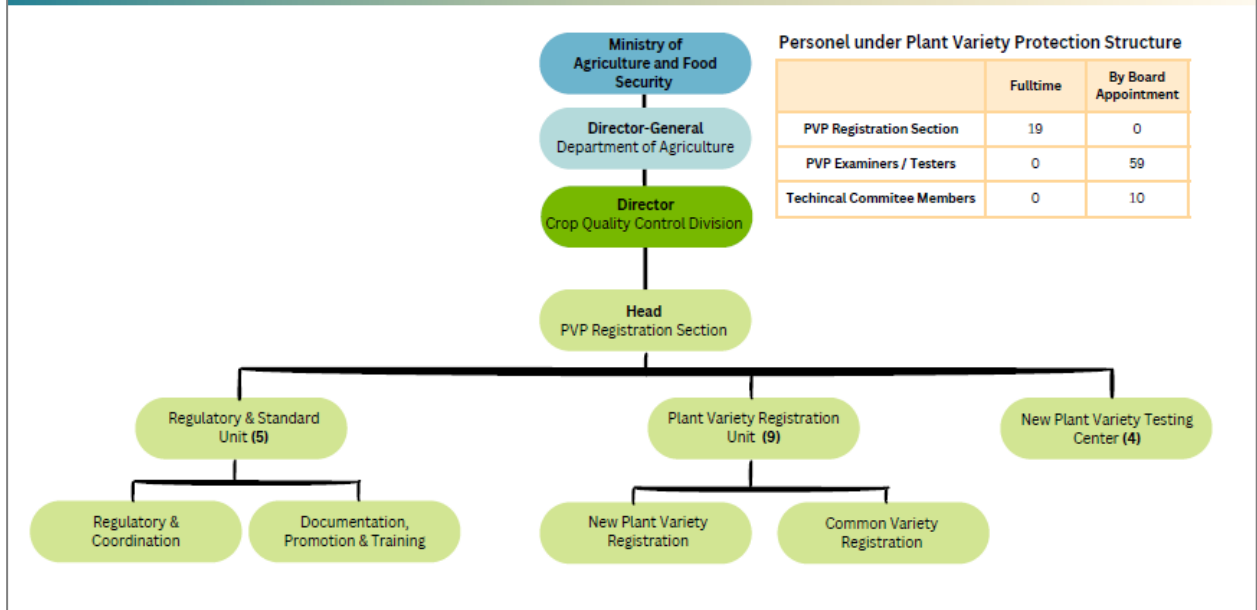 Ministry of
Agriculture and Food
Security
Personel under Plant Variety Protection Structure
Fulltime
By Board
Appointment
PVP Registration Section
19
0
PVP Examiners / Testers
0
59
Techincal Commitee Members
0
10
Director-General
Department of Agriculture
Director
Crop Quality Control Division
Head
PVP Registration Section
Regulatory & Standard
Unit (5)
Plant Variety Registration
Unit (9)
New Plant Variety Testing
Center (4)
Regulatory &
Coordination
Documentation,
Promotion & Training
New Plant Variety
Registration
Common Variety
Registration